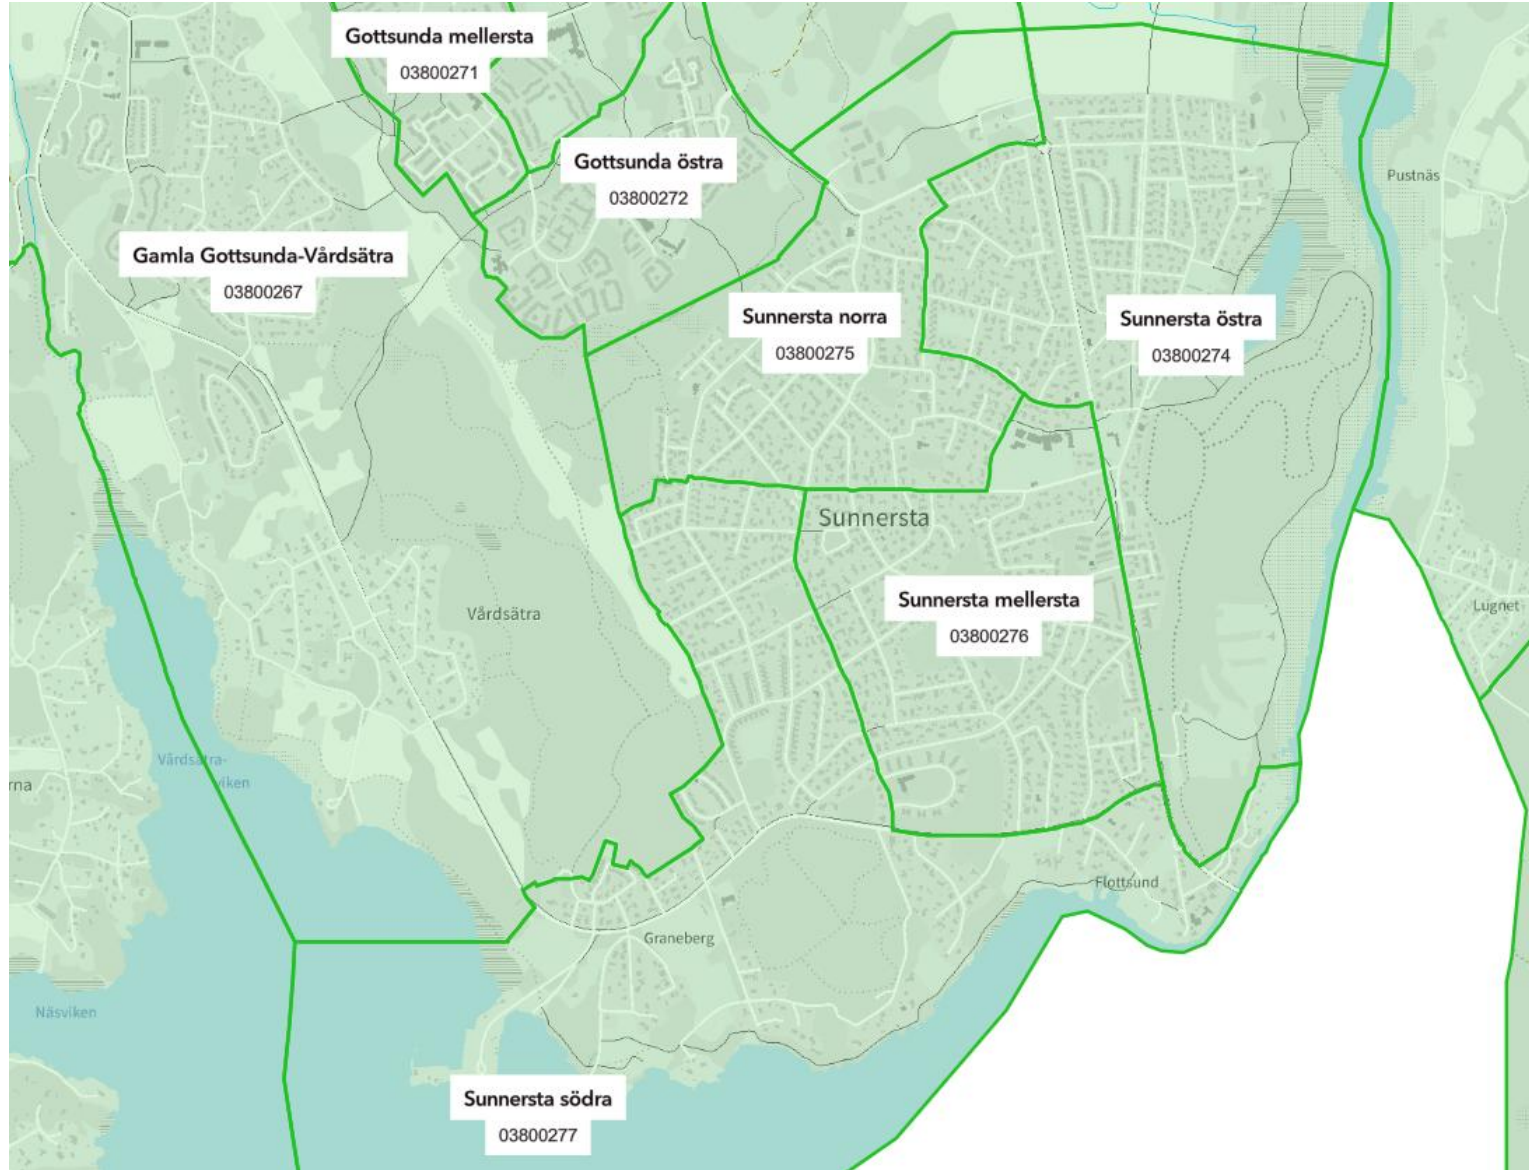 Gottsunda mellersta
03800271
Gottsunda östra
03800272
Pustnäs
Gamla Gottsunda-Vårdsätra
03800267
Sunnersta norra
03800275
Sunnersta östra
03800274
Sunnersta
Sunnersta mellersta
03800276
Vårdsätra
Lugnet
Vårdsätra-
viken
rna
Flottsund
Graneberg
Näsviken
Sunnersta södra
03800277